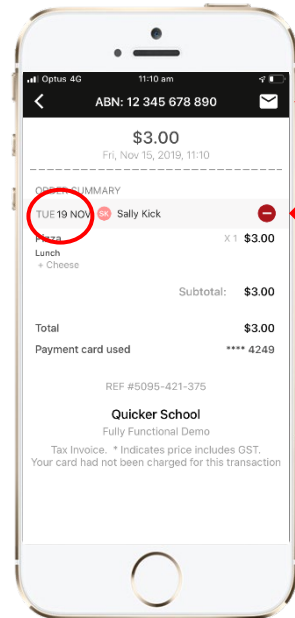 Optus 4G 11:10 am
ABN: 12 345 678 890
$3.00
Fri, Nov 15, 2019, 11:10
ORDER SUMMARY
TUE 19 NOV SK Sally Kick
Pizza X 1 $3.00
Lunch
+ Cheese
Subtotal: $3.00
Total $3.00
Payment card used **** 4249
REF #5095-421-375
Quicker School
Fully Functional Demo
Tax Invoice. * Indicates price includes GST.
Your card had not been charged for this transaction